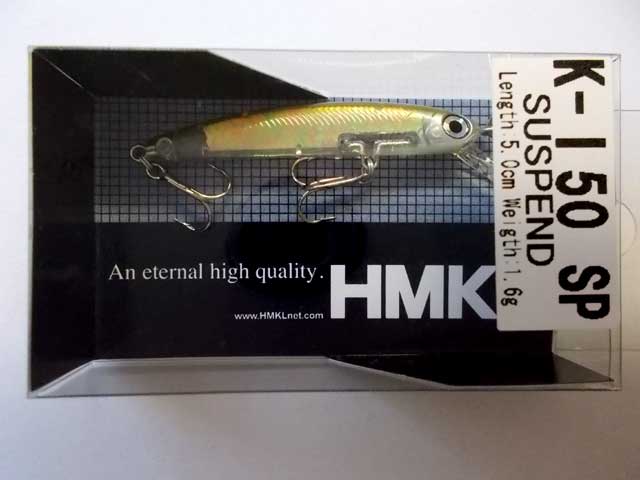 K-I 50 SP
SUSPEND
Length:5.0cm Weigth:1.6g
An eternal high quality.
HMK
www.HMKLnet.com